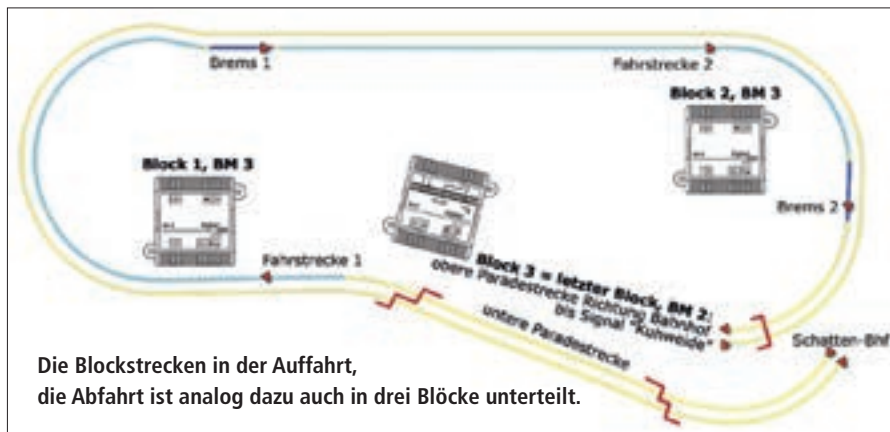 Brems 1
Fahrstrecke 2
Block 2, BM 3
Block 1, BM 3
Brems 2
Fahrstrecke 1
Block 3 = letzter Block, BM 2:
obere Paradestrecke Richtung Bahnhof
bis Signal "Kuhweide"
untere Paradestrecke
Schatten-Bhf
Die Blockstrecken in der Auffahrt,
die Abfahrt ist analog dazu auch in drei Blöcke unterteilt.